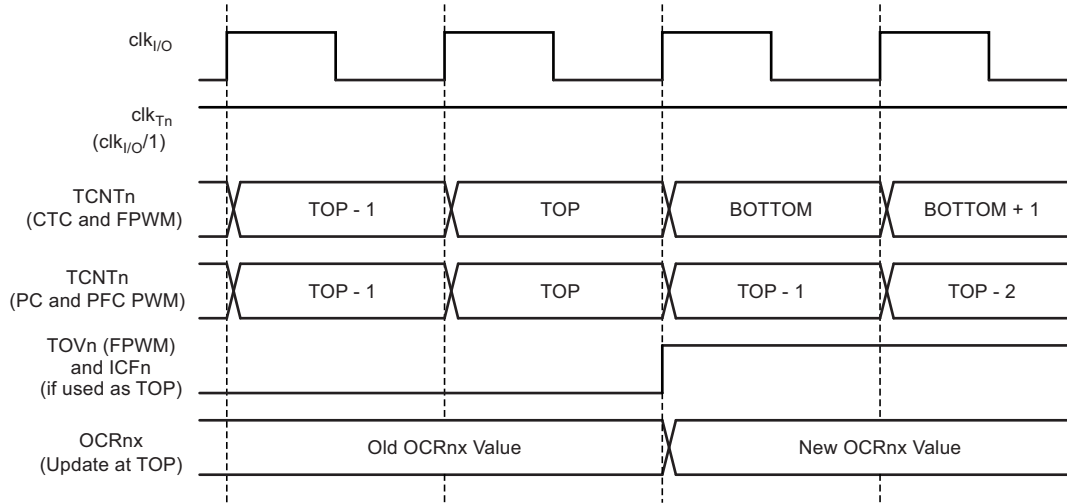 clkI/O
clkTn
(clkI/O/1)
TCNTn
(CTC and FPWM)
TOP - 1
TOP
BOTTOM
BOTTOM + 1
TCNTn
(PC and PFC PWM)
TOP - 1
TOP
TOP - 1
TOP - 2
TOVn (FPWM)
and ICFn
(if used as TOP)
OCRnx
(Update at TOP)
Old OCRnx Value
New OCRnx Value